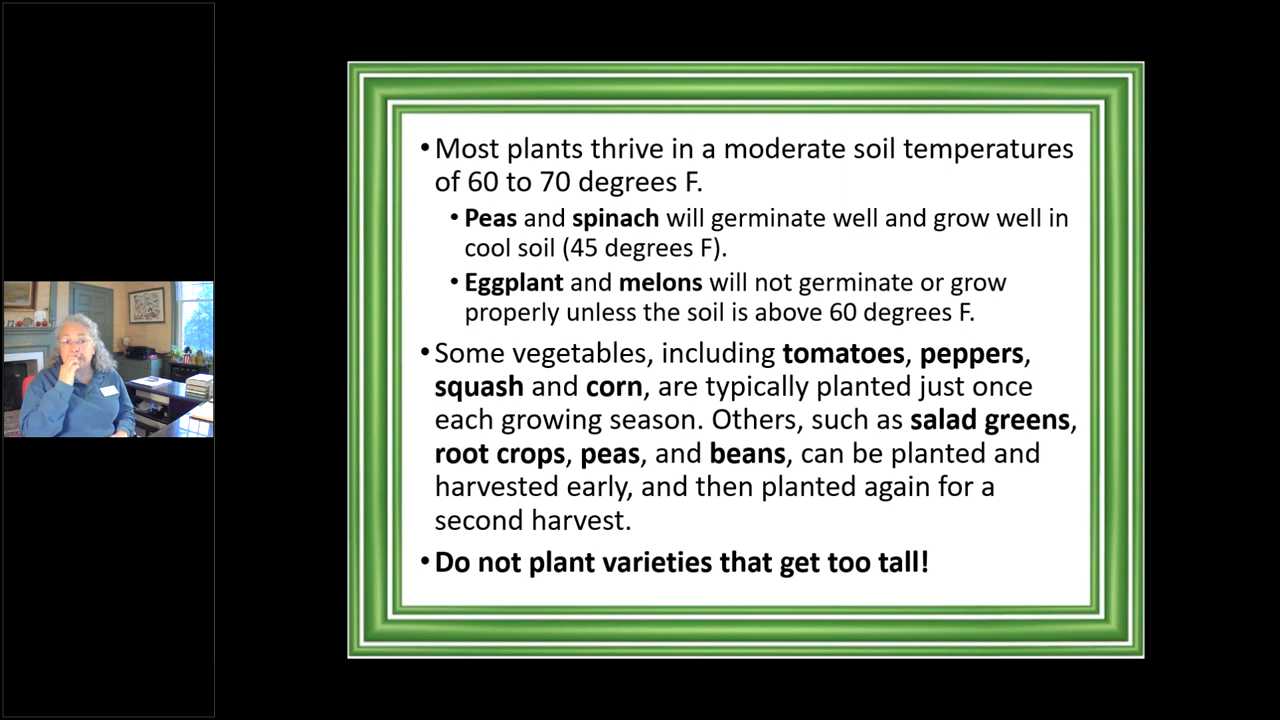 • Most plants thrive in a moderate soil temperatures
of 60 to 70 degrees F.
• Peas and spinach will germinate well and grow well in
cool soil (45 degrees F).
• Eggplant and melons will not germinate or grow
properly unless the soil is above 60 degrees F.
• Some vegetables, including tomatoes, peppers,
squash and corn, are typically planted just once
each growing season. Others, such as salad greens,
root crops, peas, and beans, can be planted and
harvested early, and then planted again for a
second harvest.
• Do not plant varieties that get too tall!